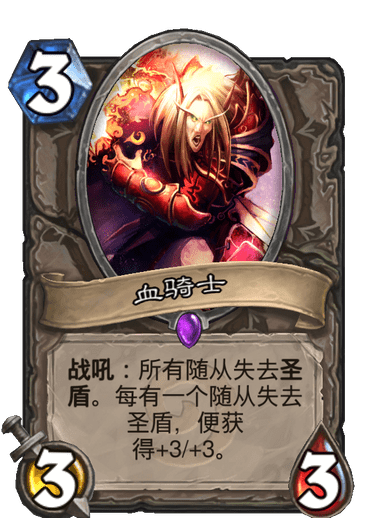 3
血骑士
战吼：所有随从失去圣
盾。每有一个随从失去
圣盾，便获
得+3/+3。
3
3